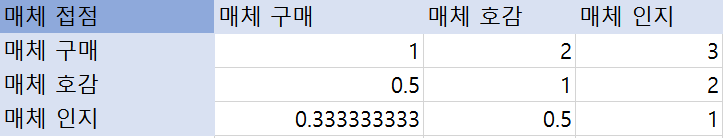 매체 접점 매체 구매 매체 호감 매체 인지
매체 구매 1 2 3
매체 호감 0.5 1 2
매체 인지 0.333333333 0.5 1